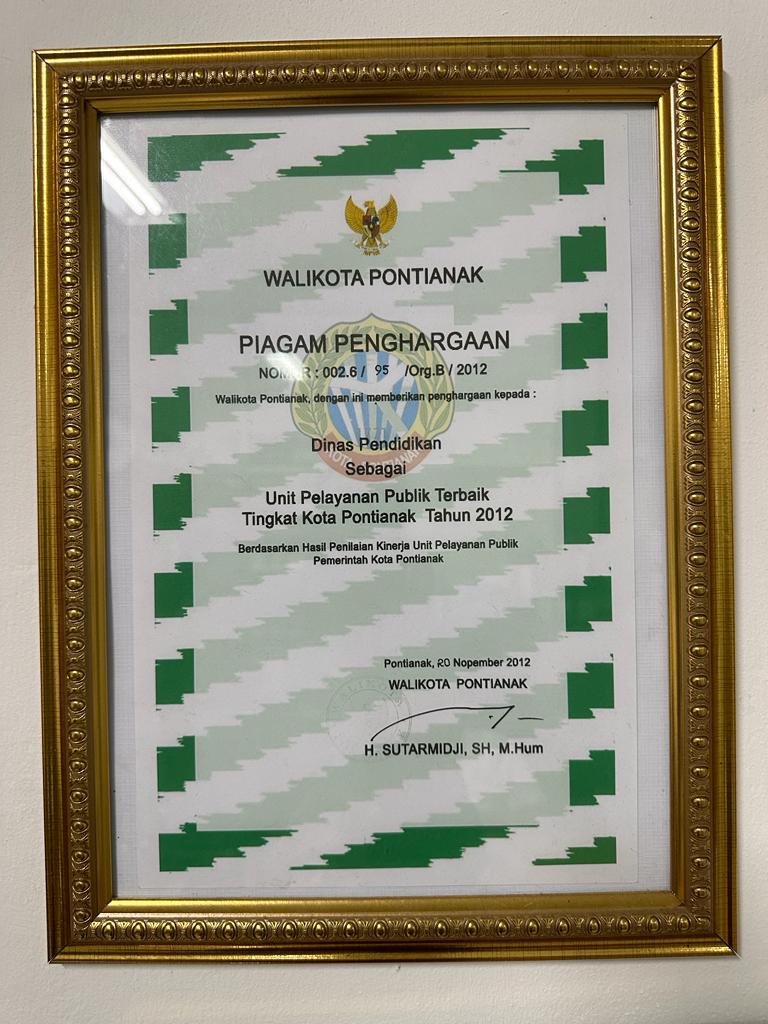 WALIKOTA PONTIANAK
PIAGAM PENGHARGAAN
NOMOR : 002.6 / 95 /Org.B / 2012
Walikota Pontianak, dengan ini memberikan penghargaan kepada :
Dinas Pendidikan
Sebagai
Unit Pelayanan Publik Terbaik
Tingkat Kota Pontianak Tahun 2012
Berdasarkan Hasil Penilaian Kinerja Unit Pelayanan Publik
Pemerintah Kota Pontianak
Pontianak, 20 Nopember 2012
WALIKOTA PONTIANAK
H. SUTARMIDJI, SH, M.Hum